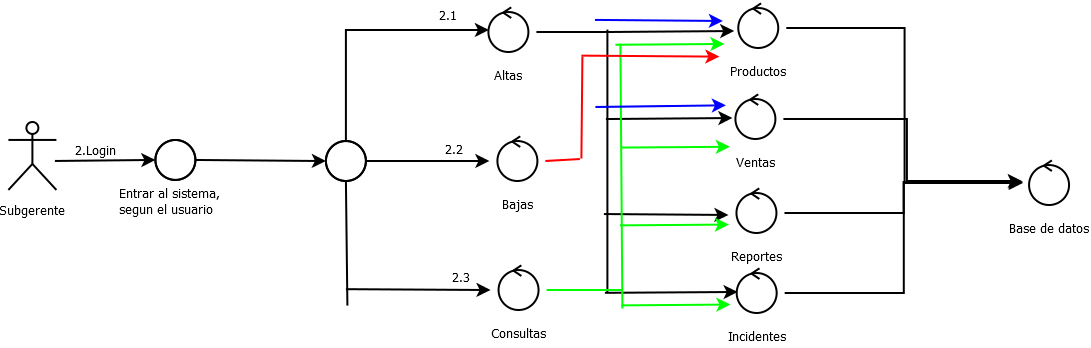 2.1
Altas
Productos
2.Login
2.2
Ventas
Entrar al sistema,
segun el usuario
Subgerente
Bajas
Base de datos
Reportes
2.3
Consultas
Incidentes